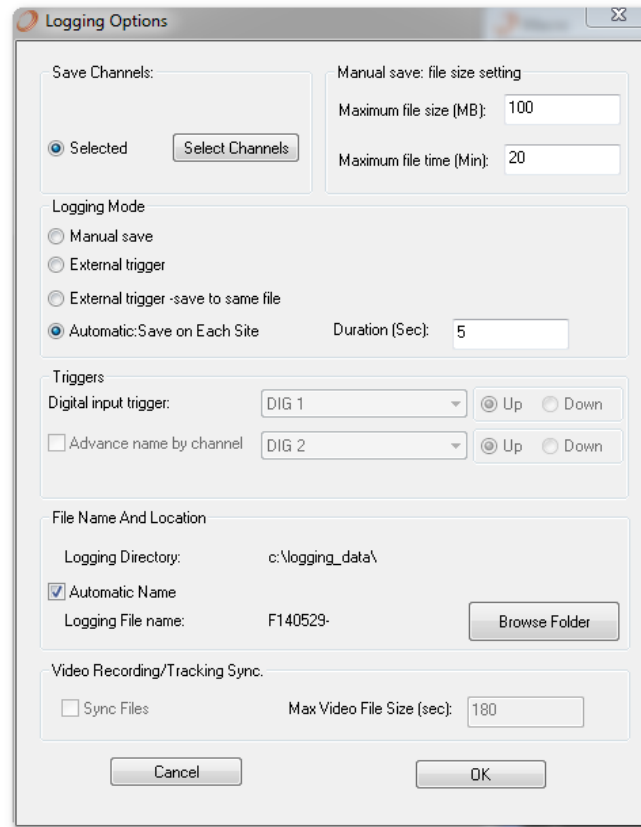 Logging Options
Save Channels:
Selected
Select Channels
Manual save: file size setting
Maximum file size (MB):
100
Maximum file time (Min):
20
Logging Mode
Manual save
External trigger
External trigger -save to same file
Automatic:Save on Each Site
Duration (Sec):
5
Triggers
Digital input trigger:
DIG 1
Up
Down
Advance name by channel
DIG 2
Up
Down
File Name And Location
Logging Directory:
c:\logging_data\
Automatic Name
Logging File name:
F140529-
Browse Folder
Video Recording/Tracking Sync.
Sync Files
Max Video File Size (sec):
180
Cancel
OK